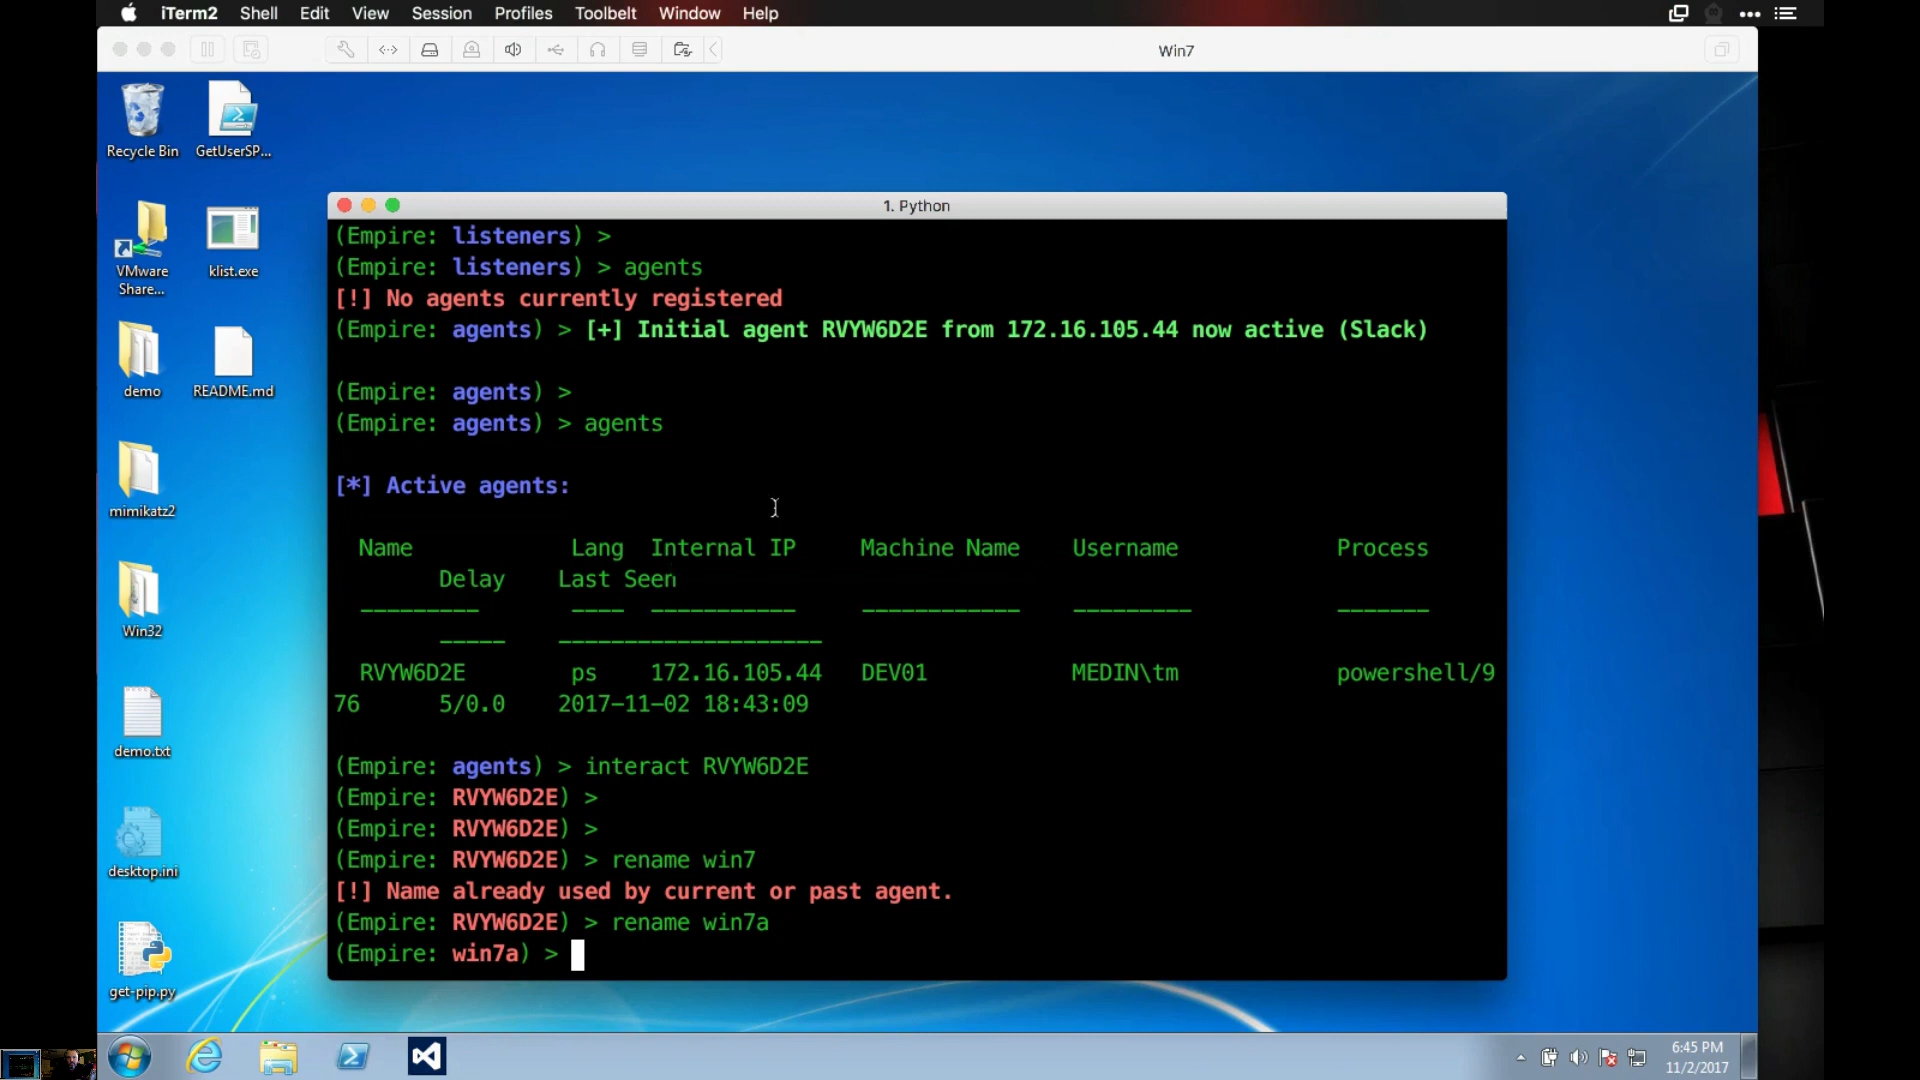 iTerm2 Shell Edit View Session Profiles Toolbelt Window Help
Win7
Recycle Bin
GetUserSP...
VMware Share...
klist.exe
demo
README.md
mimikatz2
Win32
demo.txt
desktop.ini
get-pip.py
1. Python
(Empire: listeners) >
(Empire: listeners) > agents
[!] No agents currently registered
(Empire: agents) > [+] Initial agent RVYW6D2E from 172.16.105.44 now active (Slack)
(Empire: agents) >
(Empire: agents) > agents
[*] Active agents:
Name Lang Internal IP Machine Name Username Process
Delay Last Seen
--------- ---- ----------- ------------ --------- -------
----- --------------------
RVYW6D2E ps 172.16.105.44 DEV01 MEDIN\tm powershell/9
76 5/0.0 2017-11-02 18:43:09
(Empire: agents) > interact RVYW6D2E
(Empire: RVYW6D2E) >
(Empire: RVYW6D2E) >
(Empire: RVYW6D2E) > rename win7
[!] Name already used by current or past agent.
(Empire: RVYW6D2E) > rename win7a
(Empire: win7a) >
6:45 PM
11/2/2017